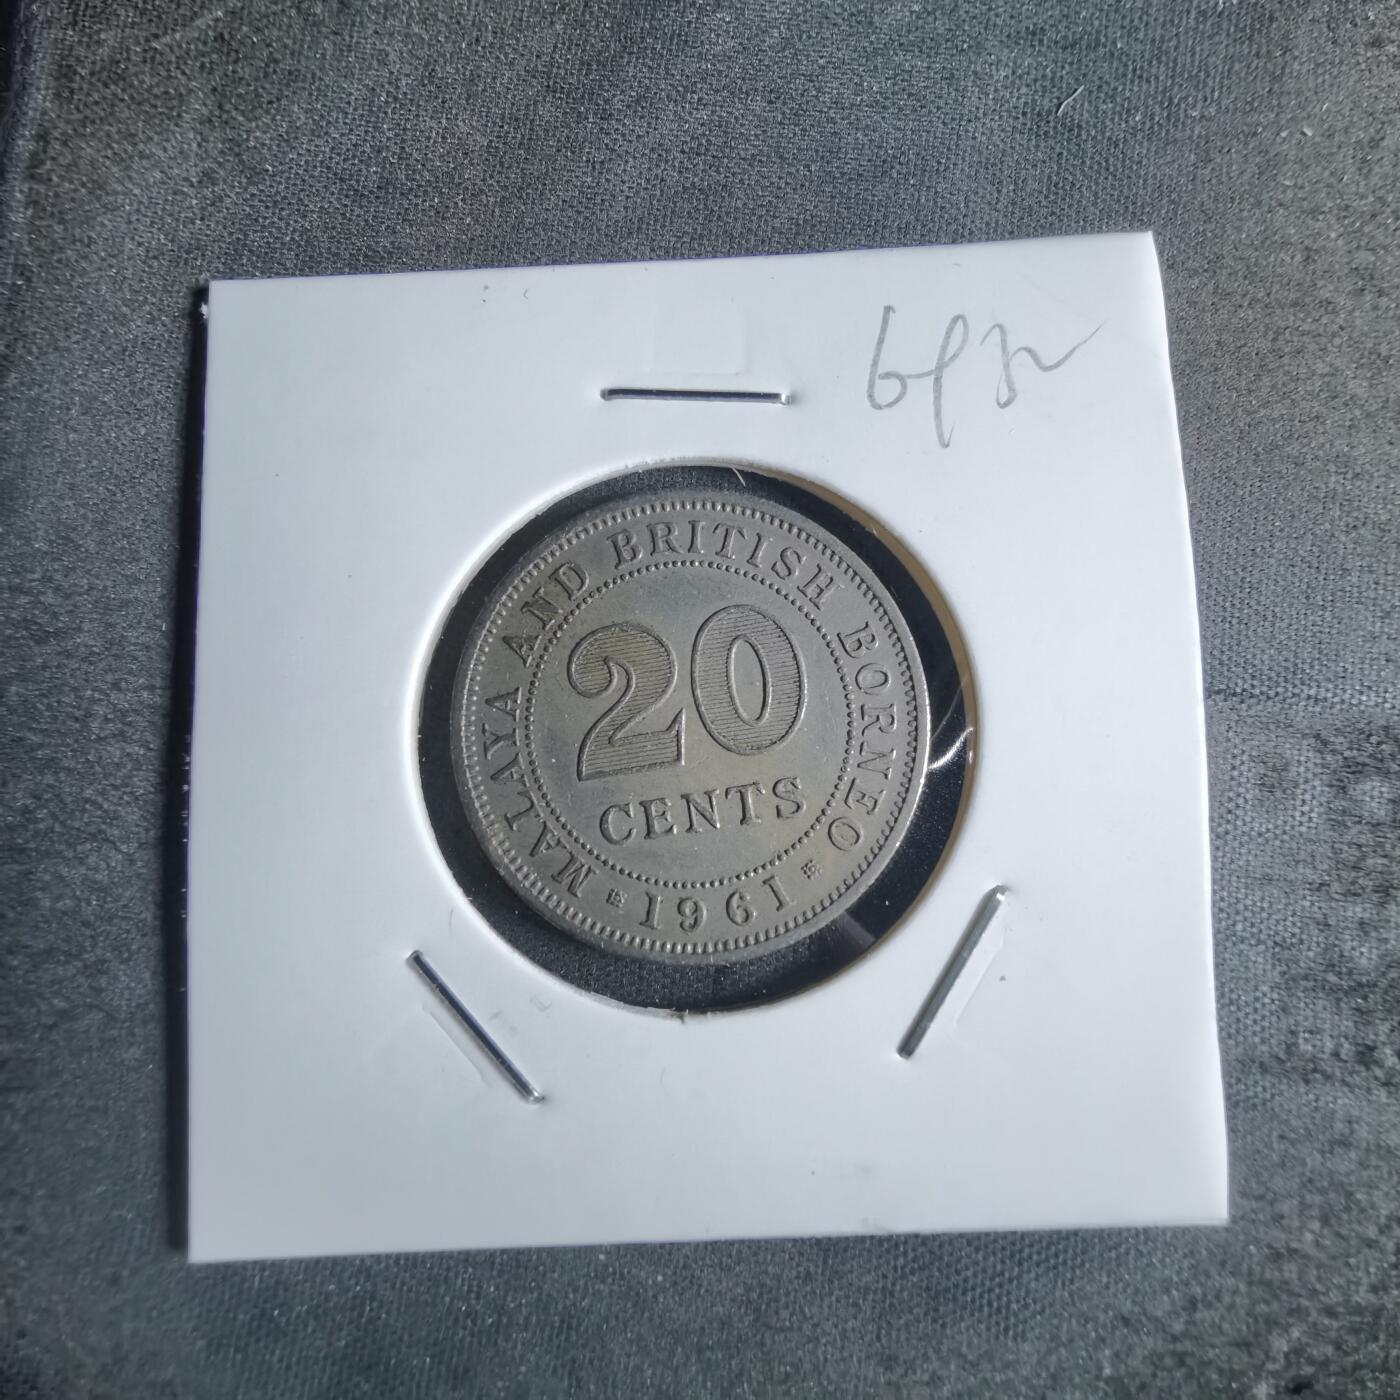 MALAYA AND BRITISH BORNEO
20
CENTS
1961